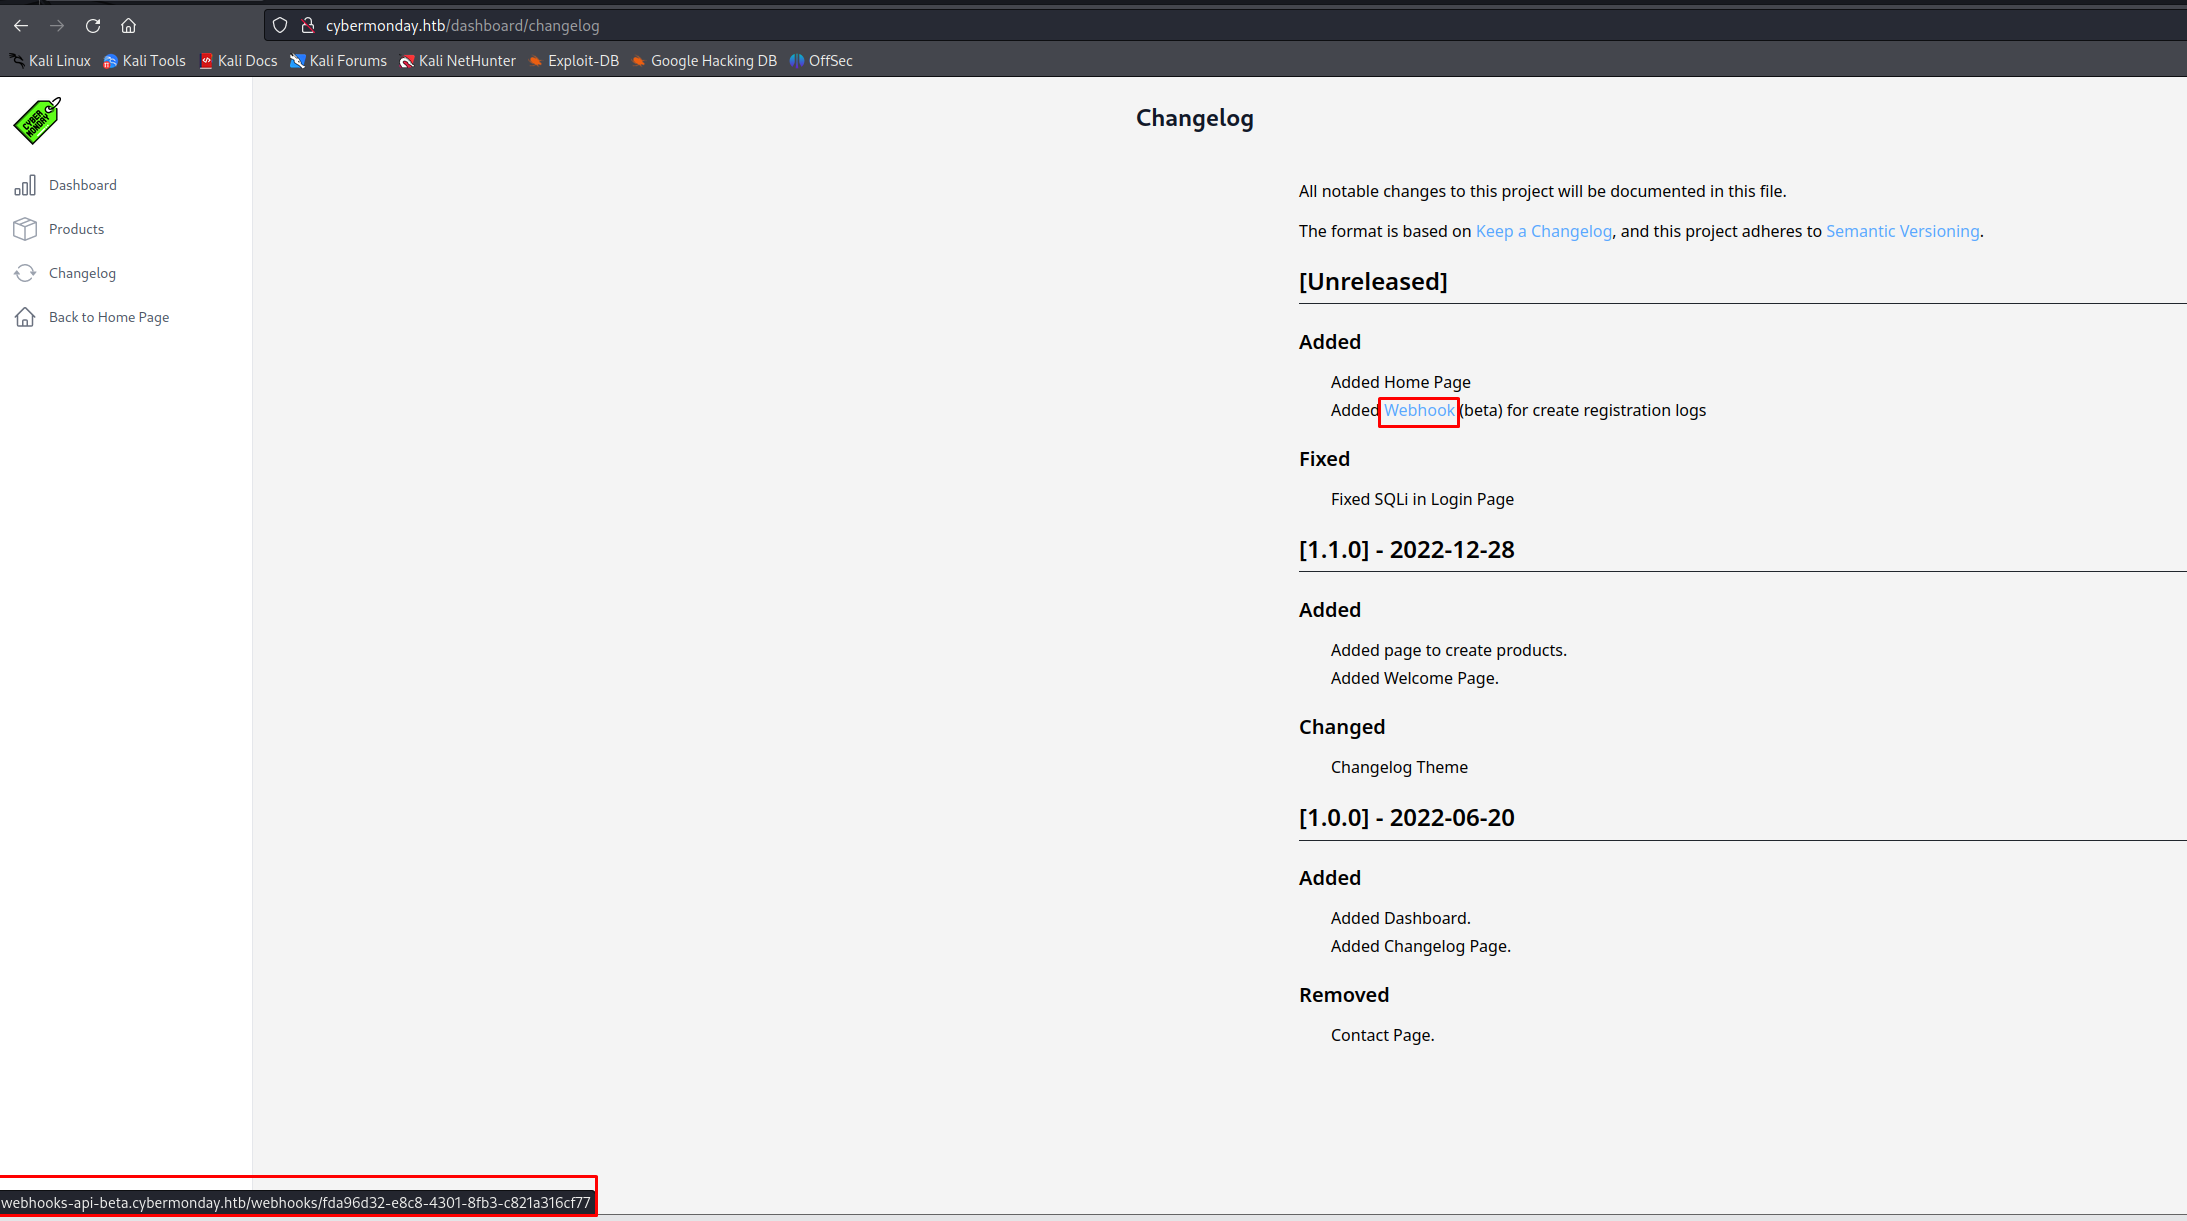 cybermonday.htb/dashboard/changelog
Kali Linux Kali Tools Kali Docs Kali Forums Kali NetHunter Exploit-DB Google Hacking DB OffSec
CYBER
MONDAY
Dashboard
Products
Changelog
Back to Home Page
Changelog
All notable changes to this project will be documented in this file.
The format is based on Keep a Changelog, and this project adheres to Semantic Versioning.
[Unreleased]
Added
Added Home Page
Added Webhook (beta) for create registration logs
Fixed
Fixed SQLi in Login Page
[1.1.0] - 2022-12-28
Added
Added page to create products.
Added Welcome Page.
Changed
Changelog Theme
[1.0.0] - 2022-06-20
Added
Added Dashboard.
Added Changelog Page.
Removed
Contact Page.
webhooks-api-beta.cybermonday.htb/webhooks/fda96d32-e8c8-4301-8fb3-c821a316cf77